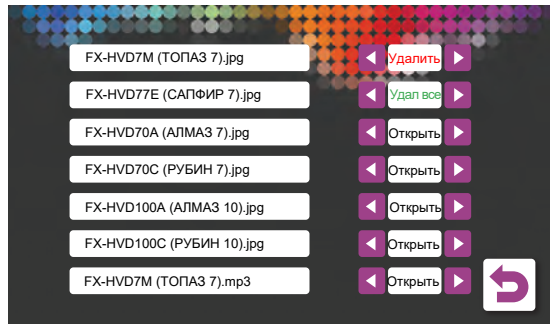 FX-HVD7M (ТОПАЗ 7).jpg Удалить
FX-HVD77E (САПФИР 7).jpg Удал все
FX-HVD70A (АЛМАЗ 7).jpg Открыть
FX-HVD70C (РУБИН 7).jpg Открыть
FX-HVD100A (АЛМАЗ 10).jpg Открыть
FX-HVD100C (РУБИН 10).jpg Открыть
FX-HVD7M (ТОПАЗ 7).mp3 Открыть